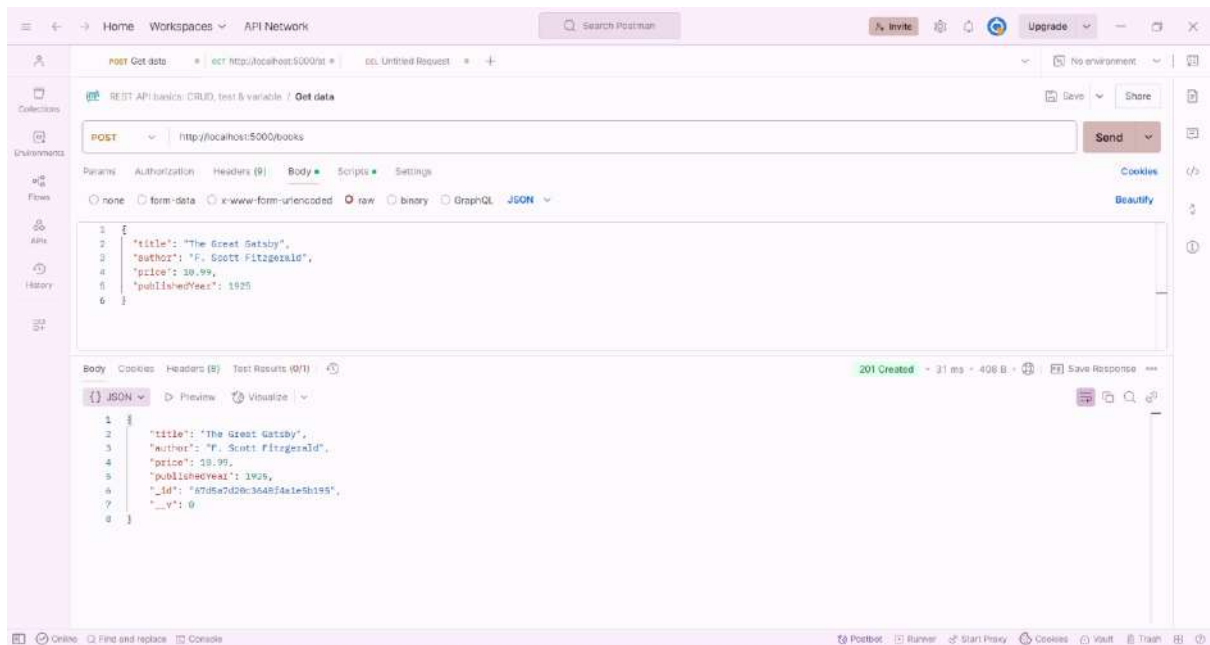 Home Workspaces API Network Search Postman Invite Upgrade
POST Get data GET http://localhost:5000/st DEL Untitled Request + No environment
REST API basics: CRUD, test & variable / Get data Save Share
POST http://localhost:5000/books Send
Params Authorization Headers (9) Body Scripts Settings Cookies
none form-data x-www-form-urlencoded raw binary GraphQL JSON Beautify
Collections
Environments
Flows
APIs
History
1 {
2 "title": "The Great Gatsby",
3 "author": "F. Scott Fitzgerald",
4 "price": 10.99,
5 "publishedYear": 1925
6 }
Body Cookies Headers (8) Test Results (0/1) 201 Created 31 ms 408 B Save Response
{} JSON Preview Visualize
1 {
2 "title": "The Great Gatsby",
3 "author": "F. Scott Fitzgerald",
4 "price": 10.99,
5 "publishedYear": 1925,
6 "_id":
7 "__v": 0
8 }
Online Find and replace Console Postbot Runner Start Proxy Cookies Vault Trash